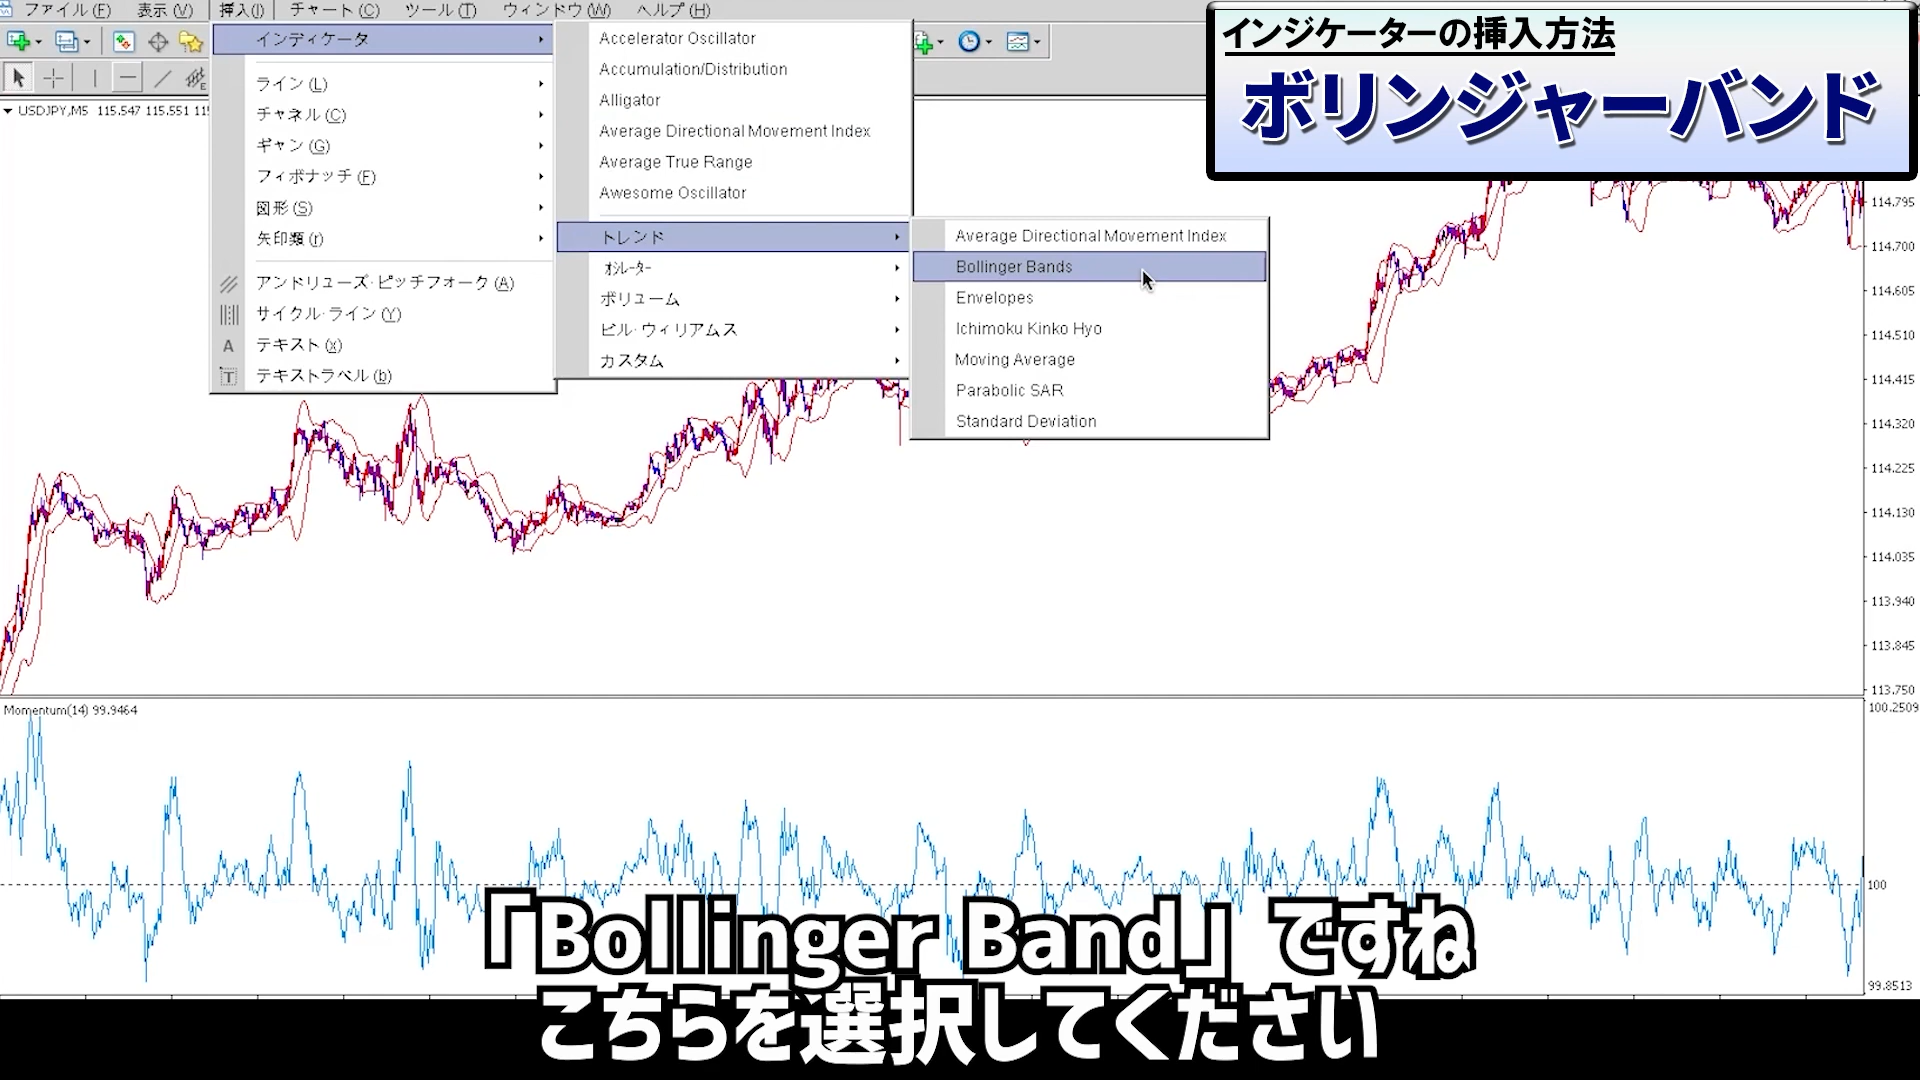 ファイル(F) 表示(V) 挿入(I) チャート(C) ツール(T) ウィンドウ(W) ヘルプ(H)
インジケーターの挿入方法
ボリンジャーバンド
USDJPY,M5 115.547 115.551
インディケータ
ライン(L)
チャネル(C)
ギャン(G)
フィボナッチ(F)
図形(S)
矢印類(r)
アンドリューズ・ピッチフォーク(A)
サイクル・ライン(Y)
テキスト(x)
テキストラベル(b)
Accelerator Oscillator
Accumulation/Distribution
Alligator
Average Directional Movement Index
Average True Range
Awesome Oscillator
トレンド
オシレーター
ボリューム
ビル・ウィリアムス
カスタム
Average Directional Movement Index
Bollinger Bands
Envelopes
Ichimoku Kinko Hyo
Moving Average
Parabolic SAR
Standard Deviation
114.795
114.700
114.605
114.510
114.415
114.320
114.225
114.130
114.035
113.940
113.845
113.750
Momentum(14) 99.9464
100.2509
100
99.8513
「Bollinger Band」ですね
こちらを選択してください